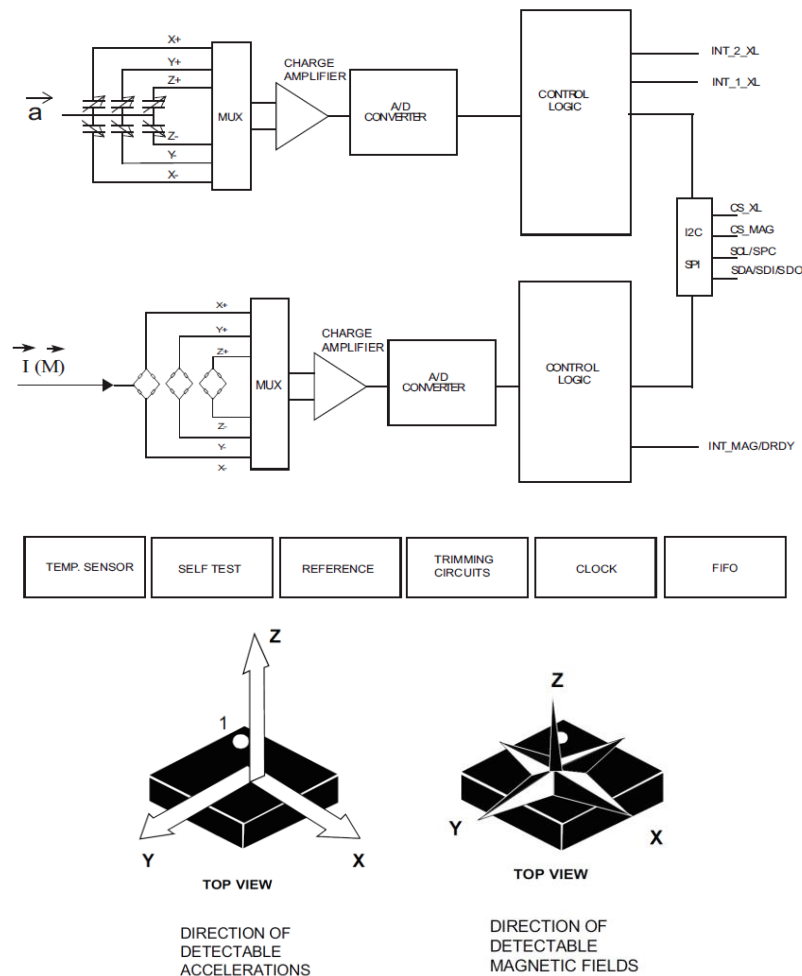 X+
Y+
Z+
a
Z-
Y-
X-
MUX
CHARGE
AMPLIFIER
A/D
CONVERTER
CONTROL
LOGIC
INT_2_XL
INT_1_XL
I2C
SPI
CS_XL
CS_MAG
SCL/SPC
SDA/SDI/SDO
X+
Y+
Z+
I (M)
Z-
Y-
X-
MUX
CHARGE
AMPLIFIER
A/D
CONVERTER
CONTROL
LOGIC
INT_MAG/DRDY
TEMP. SENSOR
SELF TEST
REFERENCE
TRIMMING
CIRCUITS
CLOCK
FIFO
Z
1
Y
X
TOP VIEW
DIRECTION OF
DETECTABLE
ACCELERATIONS
Z
Y
X
TOP VIEW
DIRECTION OF
DETECTABLE
MAGNETIC FIELDS